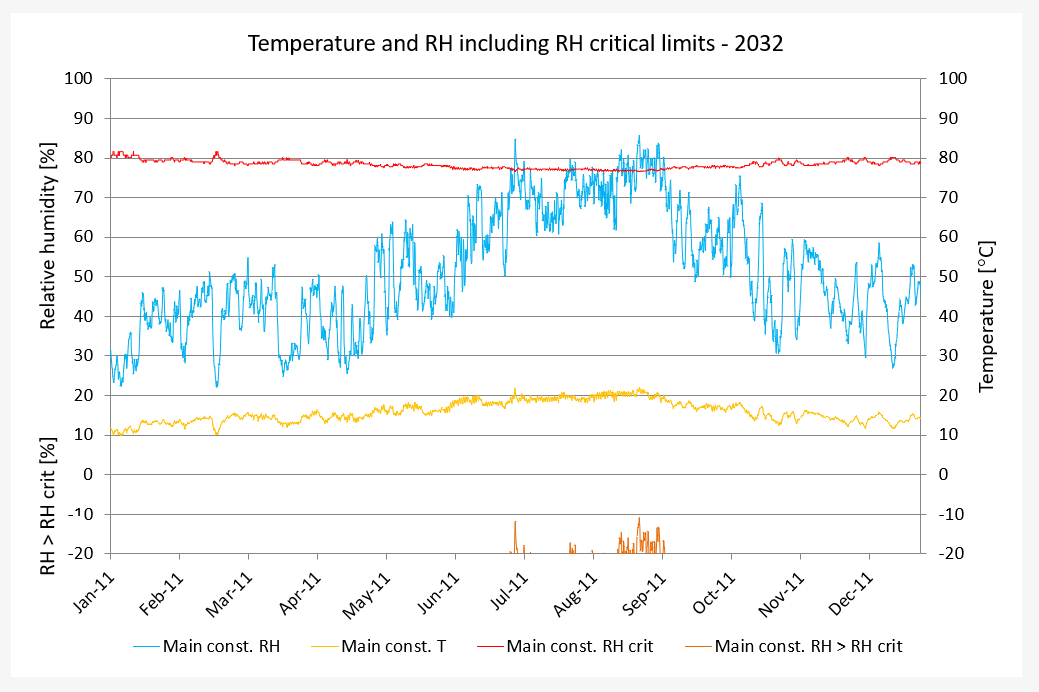 Temperature and RH including RH critical limits - 2032
Relative humidity [%]
RH > RH crit [%]
100
90
80
70
60
50
40
30
20
10
0
-10
-20
100
90
80
70
60
50
40
30
20
10
0
-10
-20
Temperature [°C]
Jan-11
Feb-11
Mar-11
Apr-11
May-11
Jun-11
Jul-11
Aug-11
Sep-11
Oct-11
Nov-11
Dec-11
Main const. RH
Main const. T
Main const. RH crit
Main const. RH > RH crit